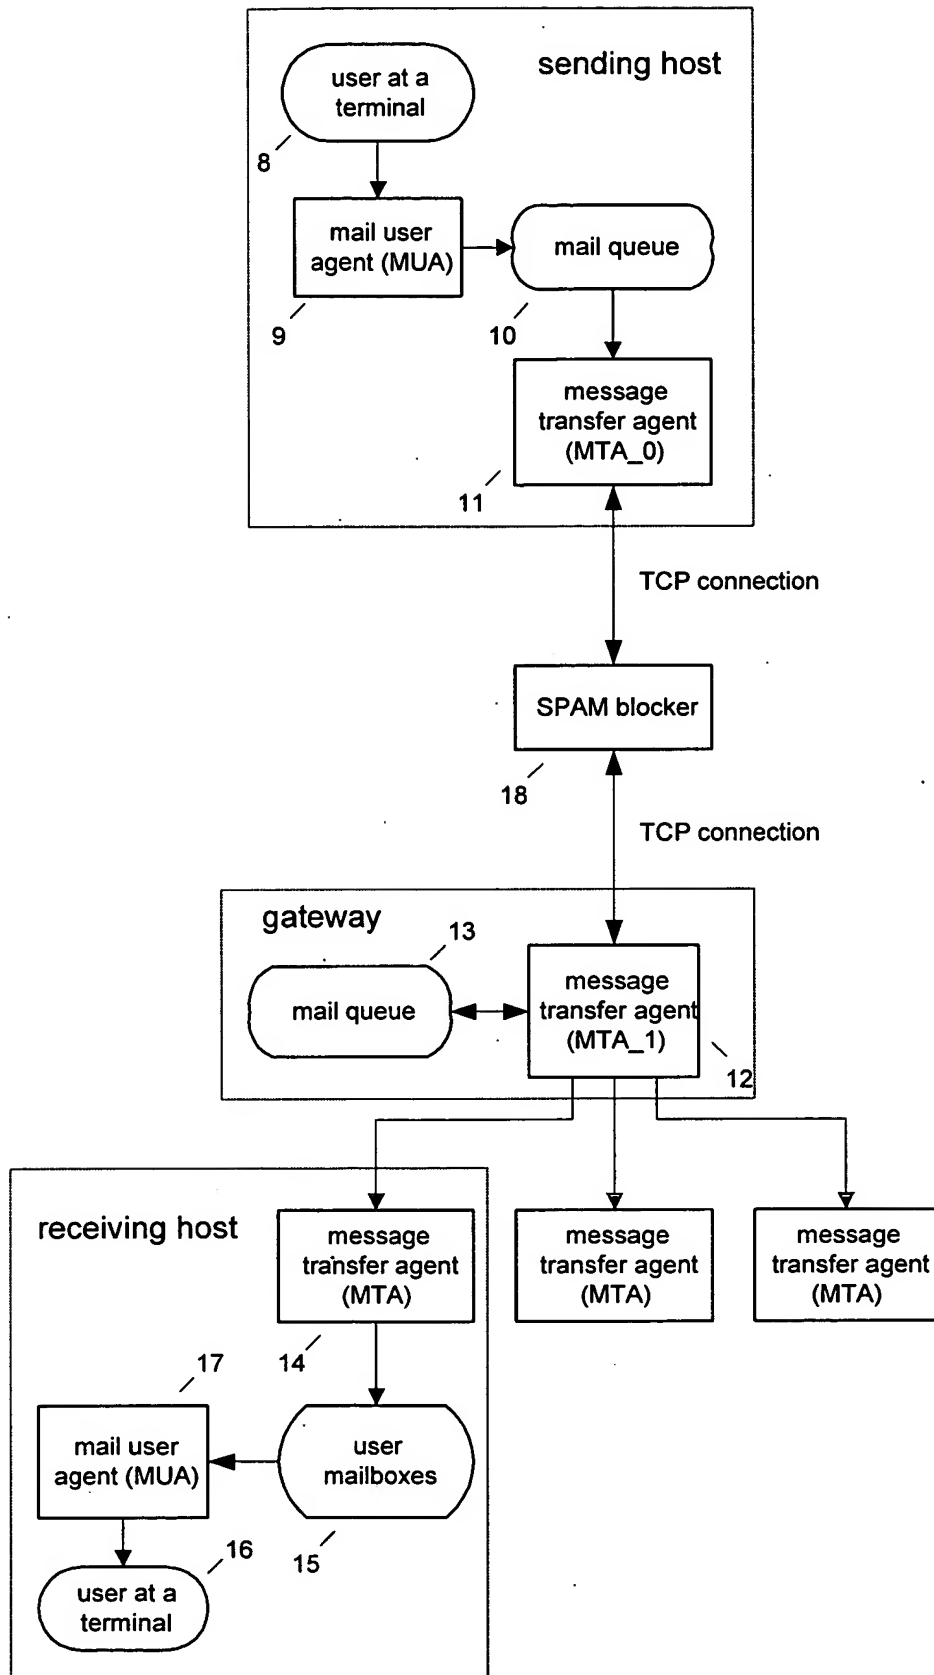 sending host
user at a
terminal
8
mail user
agent (MUA)
9
mail queue
10
message
transfer agent
(MTA_0)
11
TCP connection
SPAM blocker
18
TCP connection
gateway
13
mail queue
message
transfer agent
(MTA_1)
12
receiving host
message
transfer agent
(MTA)
14
message
transfer agent
(MTA)
message
transfer agent
(MTA)
17
mail user
agent (MUA)
user
mailboxes
15
16
user at a
terminal